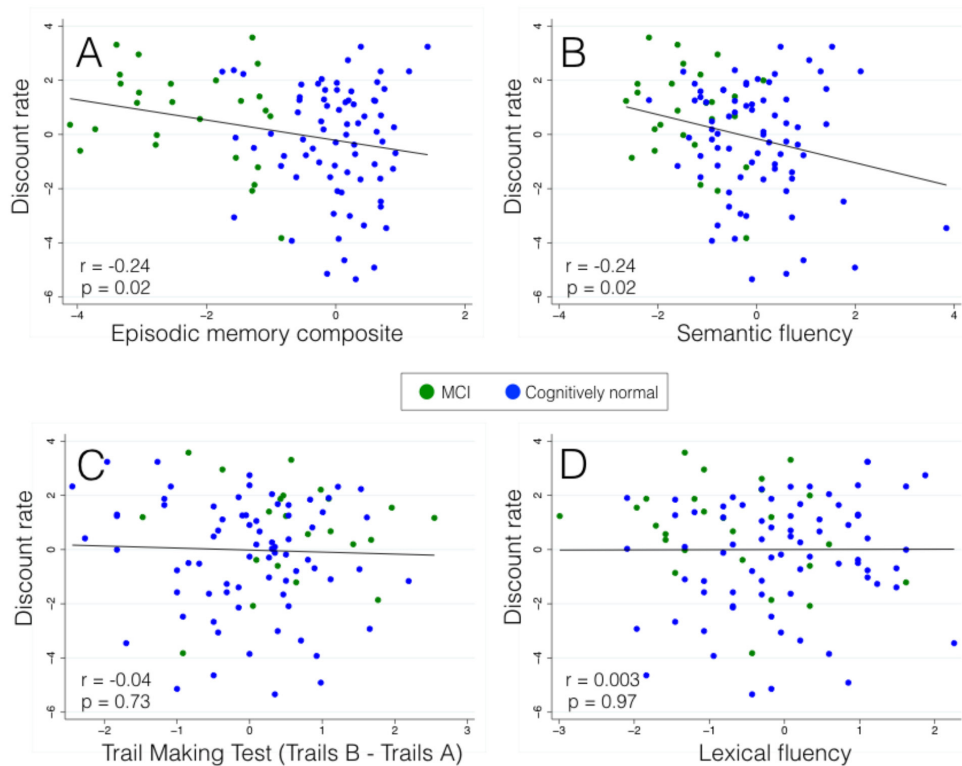 A
Discount rate
4
2
0
−2
−4
−6
r = -0.24
p = 0.02
−4
−2
0
2
Episodic memory composite
B
Discount rate
4
2
0
−2
−4
−6
r = -0.24
p = 0.02
−4
−2
0
2
4
Semantic fluency
MCI
Cognitively normal
C
Discount rate
4
2
0
−2
−4
−6
r = -0.04
p = 0.73
−2
−1
0
1
2
3
Trail Making Test (Trails B - Trails A)
D
Discount rate
4
2
0
−2
−4
−6
r = 0.003
p = 0.97
−3
−2
−1
0
1
2
Lexical fluency